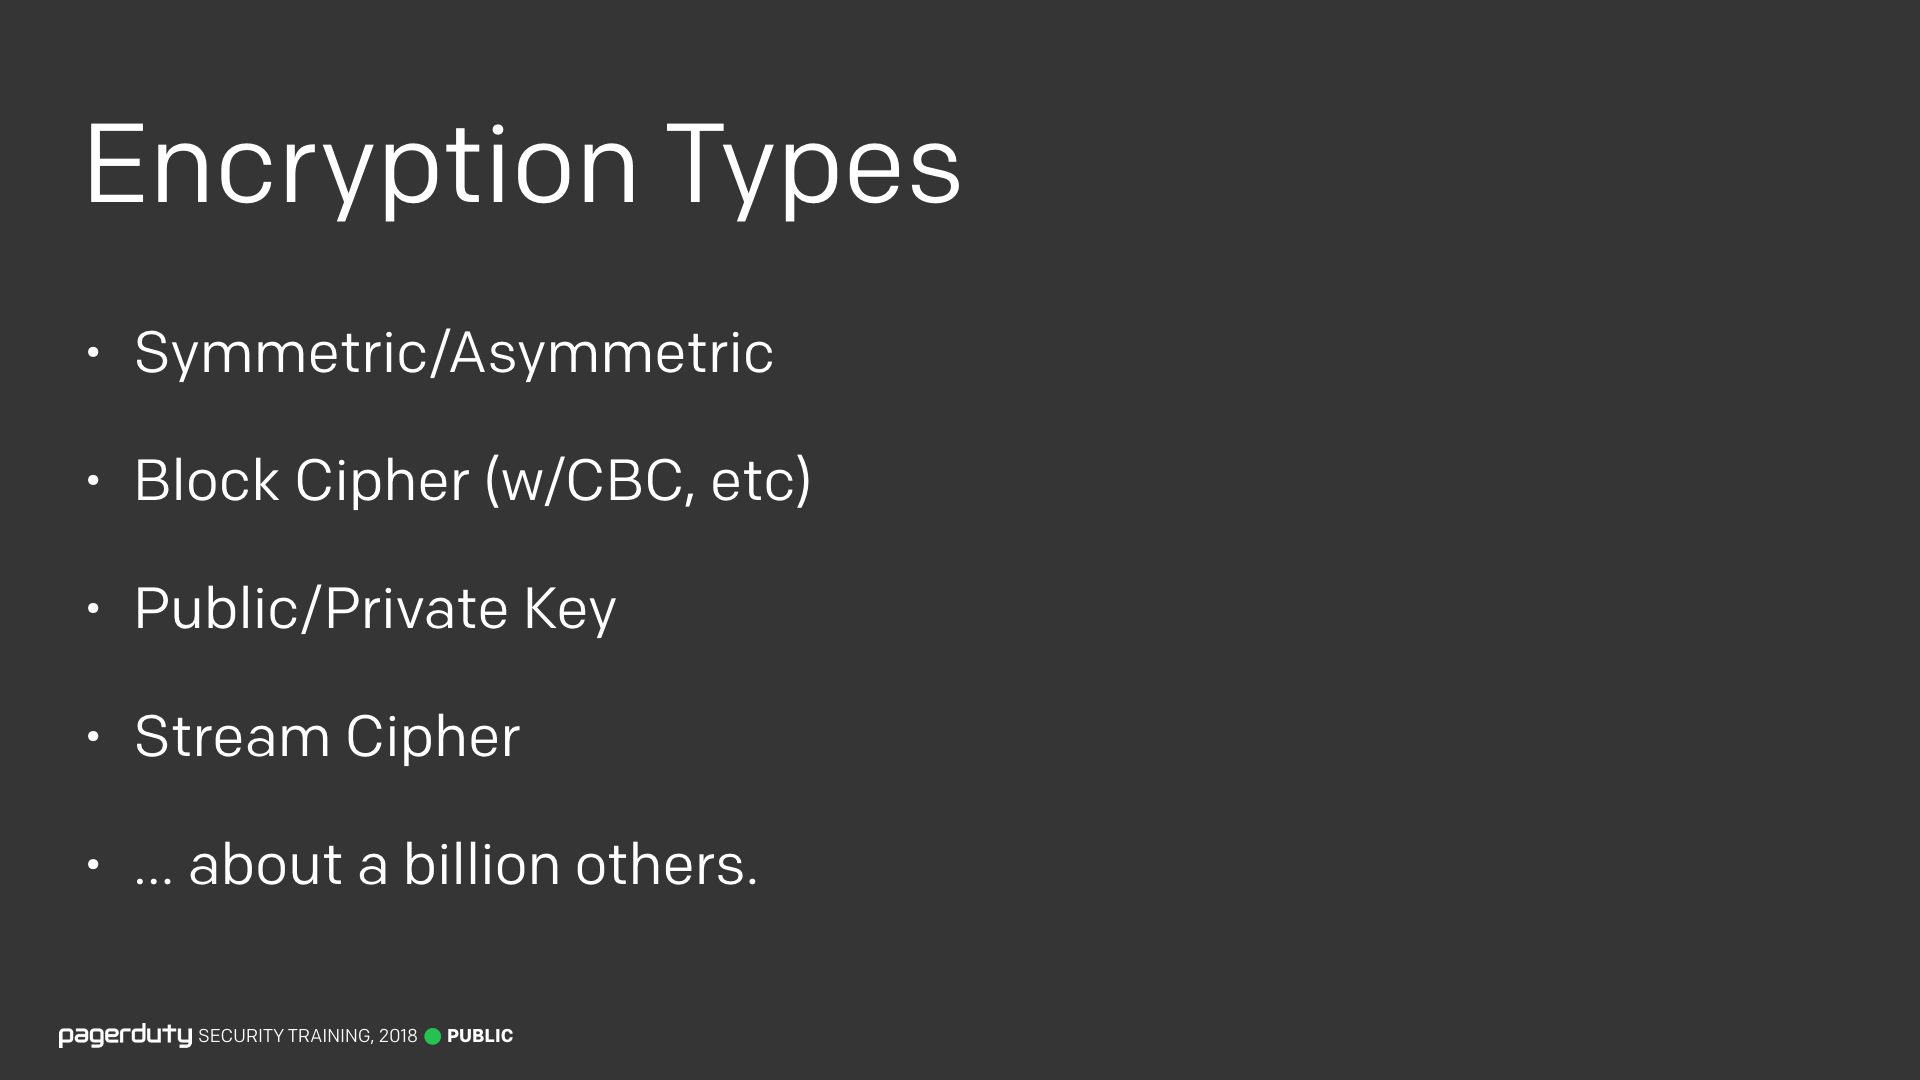 Encryption Types
• Symmetric/Asymmetric
• Block Cipher (w/CBC, etc)
• Public/Private Key
• Stream Cipher
• ... about a billion others.
pagerduty SECURITY TRAINING, 2018 PUBLIC